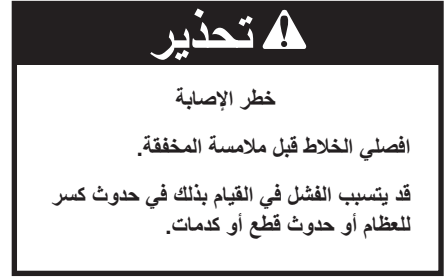 تحذير
خطر الإصابة
افصلي الخلاط قبل ملامسة المخفقة.
قد يتسبب الفشل في القيام بذلك في حدوث كسر
للعظام أو حدوث قطع أو كدمات.